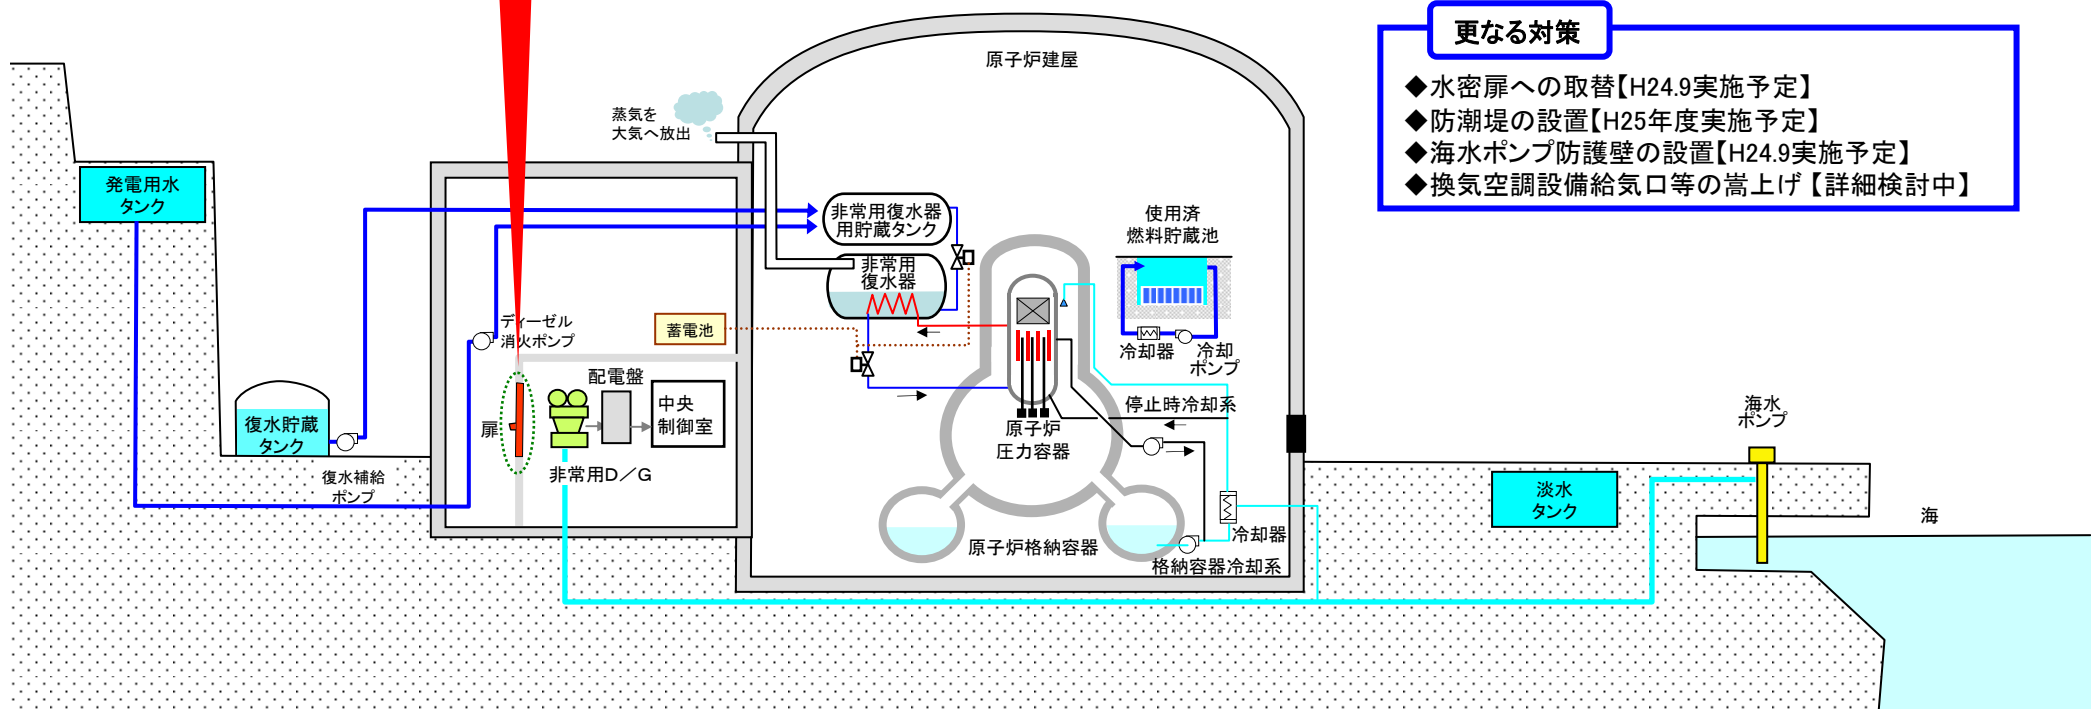 更なる対策
◆水密扉への取替【H24.9実施予定】
◆防潮堤の設置【H25年度実施予定】
◆海水ポンプ防護壁の設置【H24.9実施予定】
◆換気空調設備給気口等の嵩上げ【詳細検討中】
原子炉建屋
蒸気を
大気へ放出
発電用水
タンク
非常用復水器
用貯蔵タンク
非常用
復水器
使用済
燃料貯蔵池
冷却器
冷却
ポンプ
ディーゼル
消火ポンプ
蓄電池
配電盤
中央
制御室
扉
非常用D/G
復水貯蔵
タンク
復水補給
ポンプ
原子炉
圧力容器
停止時冷却系
原子炉格納容器
冷却器
格納容器冷却系
海水
ポンプ
淡水
タンク
海